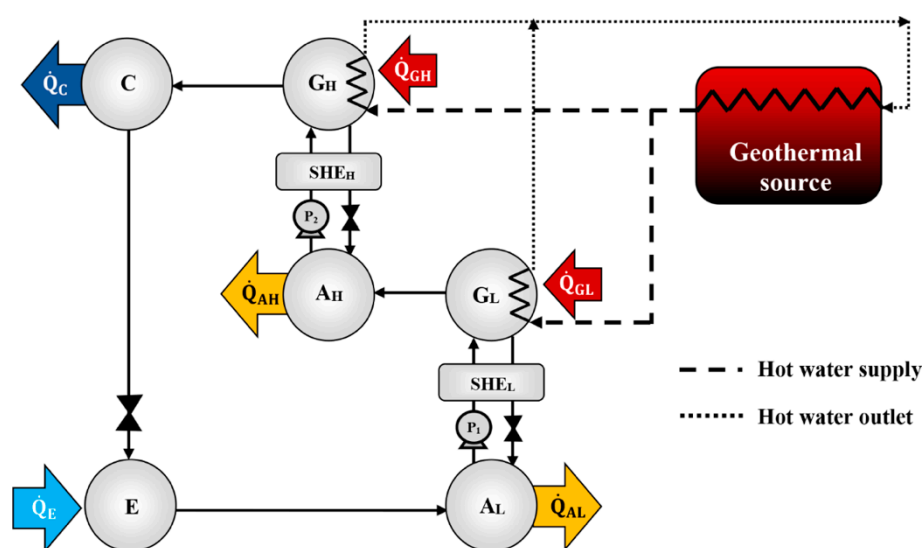 Q̇C
C
GH
Q̇GH
Geothermal
source
SHEH
P2
Q̇AH
AH
GL
Q̇GL
SHEL
P1
Hot water supply
Hot water outlet
Q̇E
E
AL
Q̇AL